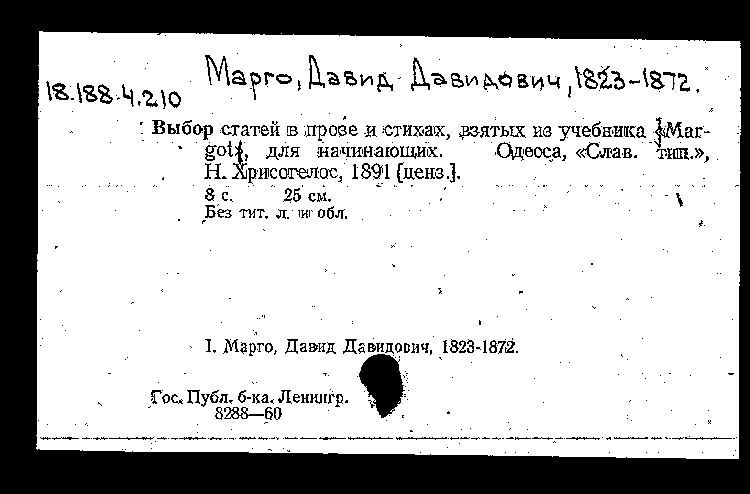 Марго, Давид Давидович, 1823-1872.
18.188.4.210
Выбор статей в прозе и стихах, взятых из учебника «Mar-
got», для начинающих. Одесса, «Слав. тип.»,
Н. Хрисогелос, 1891 [ценз.].
8 с. 25 см.
Без тит. л. и обл.
I. Марго, Давид Давидович, 1823-1872.
Гос. Публ. б-ка. Ленингр.
8288—60